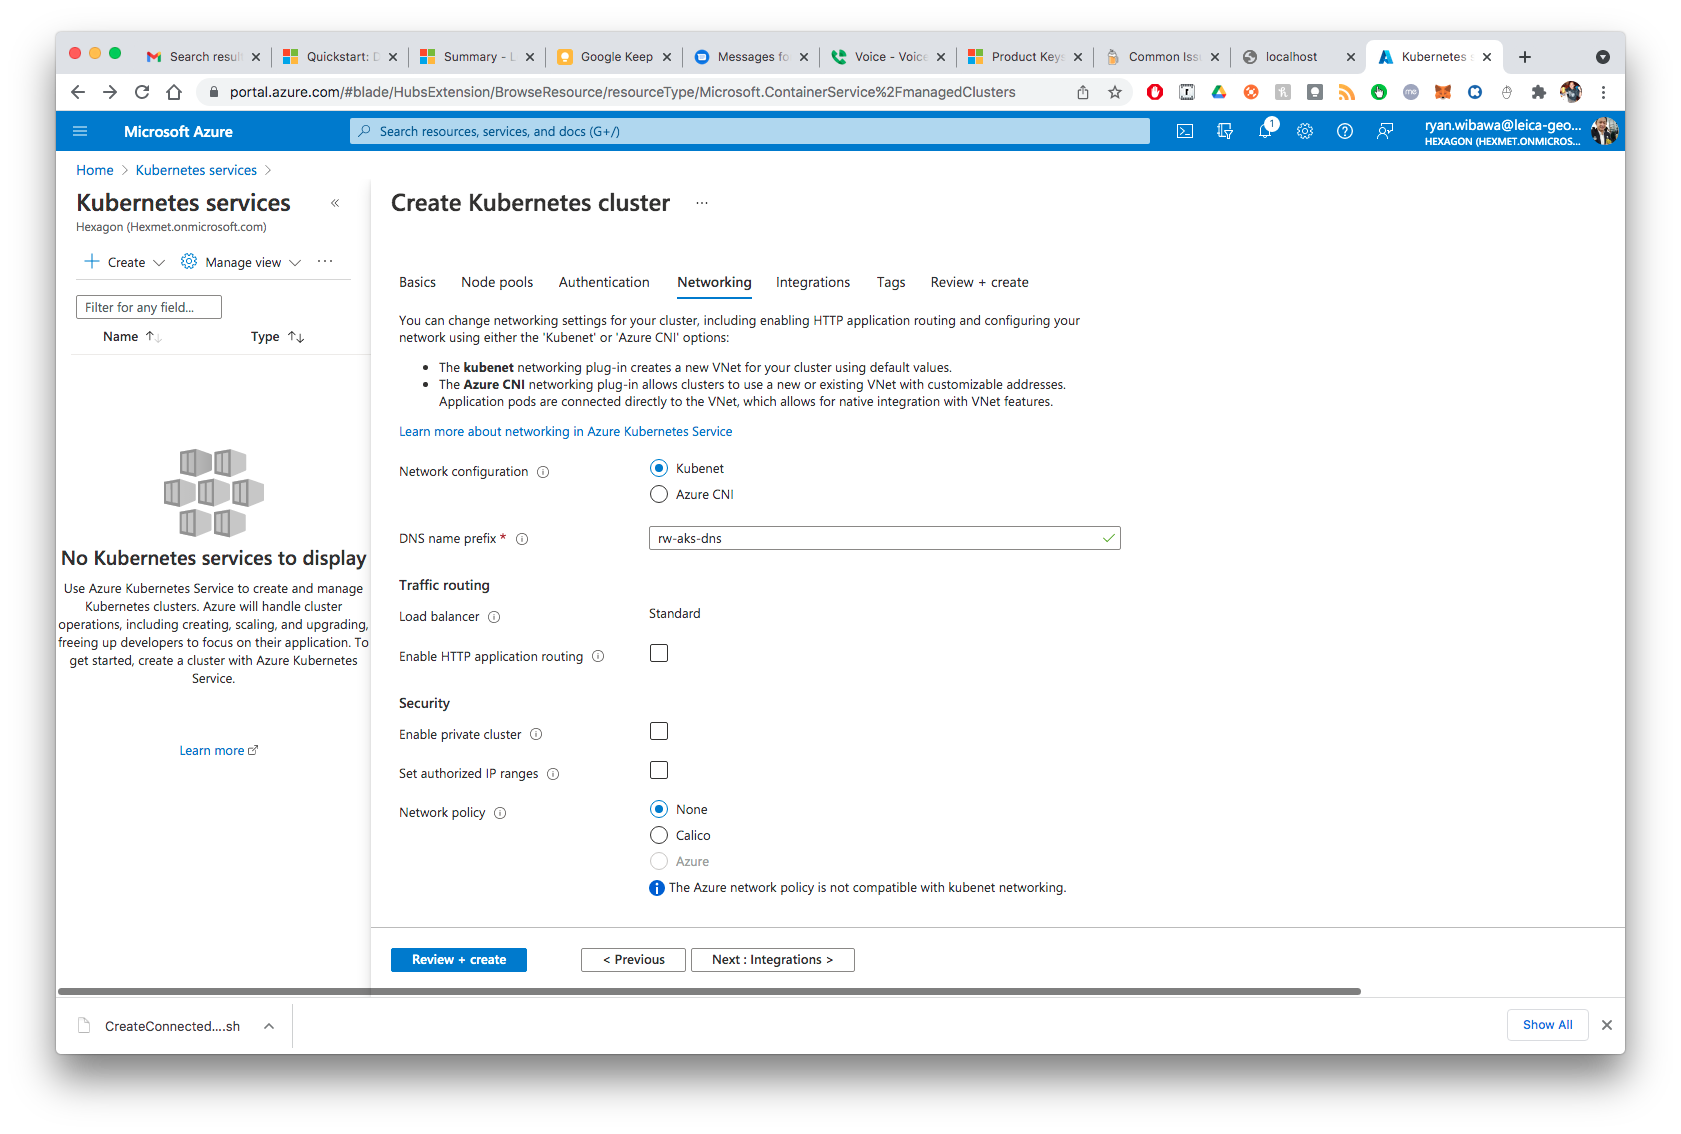 Search resul
Quickstart: D
Summary - L
Google Keep
Messages fo
Voice - Voice
Product Keys
Common Iss
localhost
Kubernetes s
portal.azure.com/#blade/HubsExtension/BrowseResource/resourceType/Microsoft.ContainerService%2FmanagedClusters
Microsoft Azure
Search resources, services, and docs (G+/)
1
ryan.wibawa@leica-geo...
HEXAGON (HEXMET.ONMICROS...
Home > Kubernetes services >
Kubernetes services
«
Hexagon (Hexmet.onmicrosoft.com)
+ Create
Manage view
...
Filter for any field...
Name ↑↓
Type ↑↓
No Kubernetes services to display
Use Azure Kubernetes Service to create and manage
Kubernetes clusters. Azure will handle cluster
operations, including creating, scaling, and upgrading,
freeing up developers to focus on their application. To
get started, create a cluster with Azure Kubernetes
Service.
Learn more
Create Kubernetes cluster ...
Basics
Node pools
Authentication
Networking
Integrations
Tags
Review + create
You can change networking settings for your cluster, including enabling HTTP application routing and configuring your
network using either the 'Kubenet' or 'Azure CNI' options:
• The kubenet networking plug-in creates a new VNet for your cluster using default values.
• The Azure CNI networking plug-in allows clusters to use a new or existing VNet with customizable addresses.
Application pods are connected directly to the VNet, which allows for native integration with VNet features.
Learn more about networking in Azure Kubernetes Service
Network configuration
Kubenet
Azure CNI
DNS name prefix *
rw-aks-dns
Traffic routing
Load balancer
Standard
Enable HTTP application routing
Security
Enable private cluster
Set authorized IP ranges
Network policy
None
Calico
Azure
The Azure network policy is not compatible with kubenet networking.
Review + create
< Previous
Next : Integrations >
CreateConnected....sh
Show All